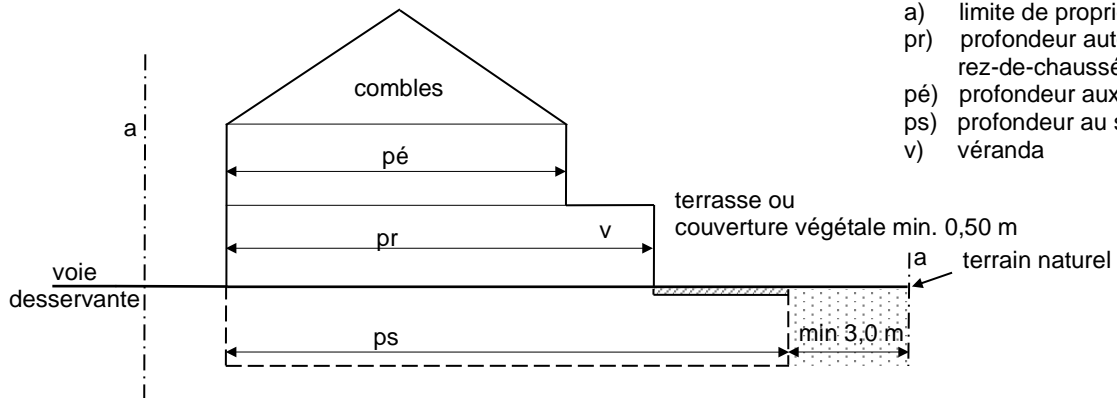 a) limite de propri
pr) profondeur aut
rez-de-chaussé
pé) profondeur aux
ps) profondeur au s
v) véranda
combles
a
pé
terrasse ou
couverture végétale min. 0,50 m
pr
v
a
terrain naturel
voie
desservante
ps
min 3,0 m